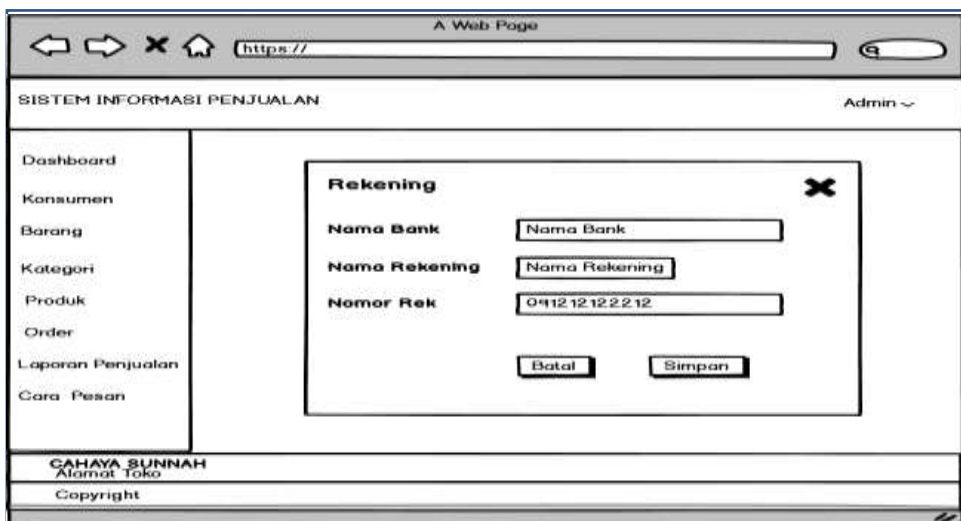 A Web Page
https://
SISTEM INFORMASI PENJUALAN
Admin
Dashboard
Konsumen
Barang
Kategori
Produk
Order
Laporan Penjualan
Cara Pesan
Rekening
Nama Bank
Nama Bank
Nama Rekening
Nama Rekening
Nomor Rek
091212122212
Batal
Simpan
CAHAYA SUNNAH
Alamat Toko
Copyright